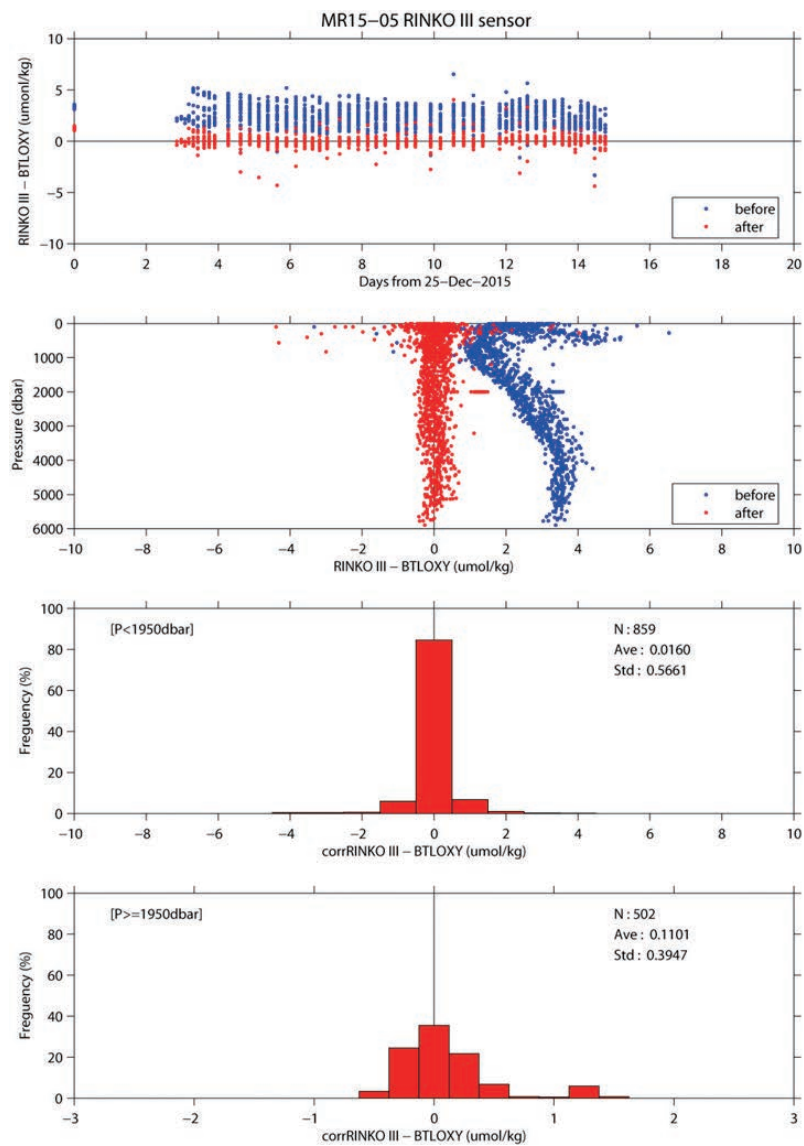 MR15−05 RINKO III sensor
RINKO III − BTLOXY (umonl/kg)
10
5
0
−5
−10
before
after
0 2 4 6 8 10 12 14 16 18 20
Days from 25−Dec−2015
Pressure (dbar)
0
1000
2000
3000
4000
5000
6000
before
after
−10 −8 −6 −4 −2 0 2 4 6 8 10
RINKO III − BTLOXY (umol/kg)
Freguency (%)
100
80
60
40
20
0
[P<1950dbar]
N : 859
Ave : 0.0160
Std : 0.5661
−10 −8 −6 −4 −2 0 2 4 6 8 10
corrRINKO III − BTLOXY (umol/kg)
Freguency (%)
100
80
60
40
20
0
[P>=1950dbar]
N : 502
Ave : 0.1101
Std : 0.3947
−3 −2 −1 0 1 2 3
corrRINKO III − BTLOXY (umol/kg)